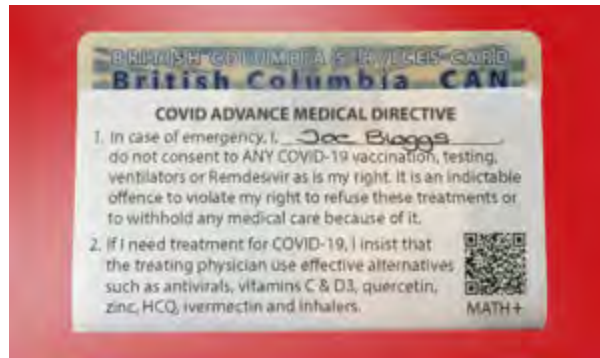 BRITISH COLUMBIA SERVICES CARD
British Columbia CAN
COVID ADVANCE MEDICAL DIRECTIVE
1. In case of emergency, I, Joe Bloggs,
do not consent to ANY COVID-19 vaccination, testing,
ventilators or Remdesivir as is my right. It is an indictable
offence to violate my right to refuse these treatments or
to withhold any medical care because of it.
2. If I need treatment for COVID-19, I insist that
the treating physician use effective alternatives
such as antivirals, vitamins C & D3, quercetin,
zinc, HCQ, ivermectin and inhalers.
MATH+